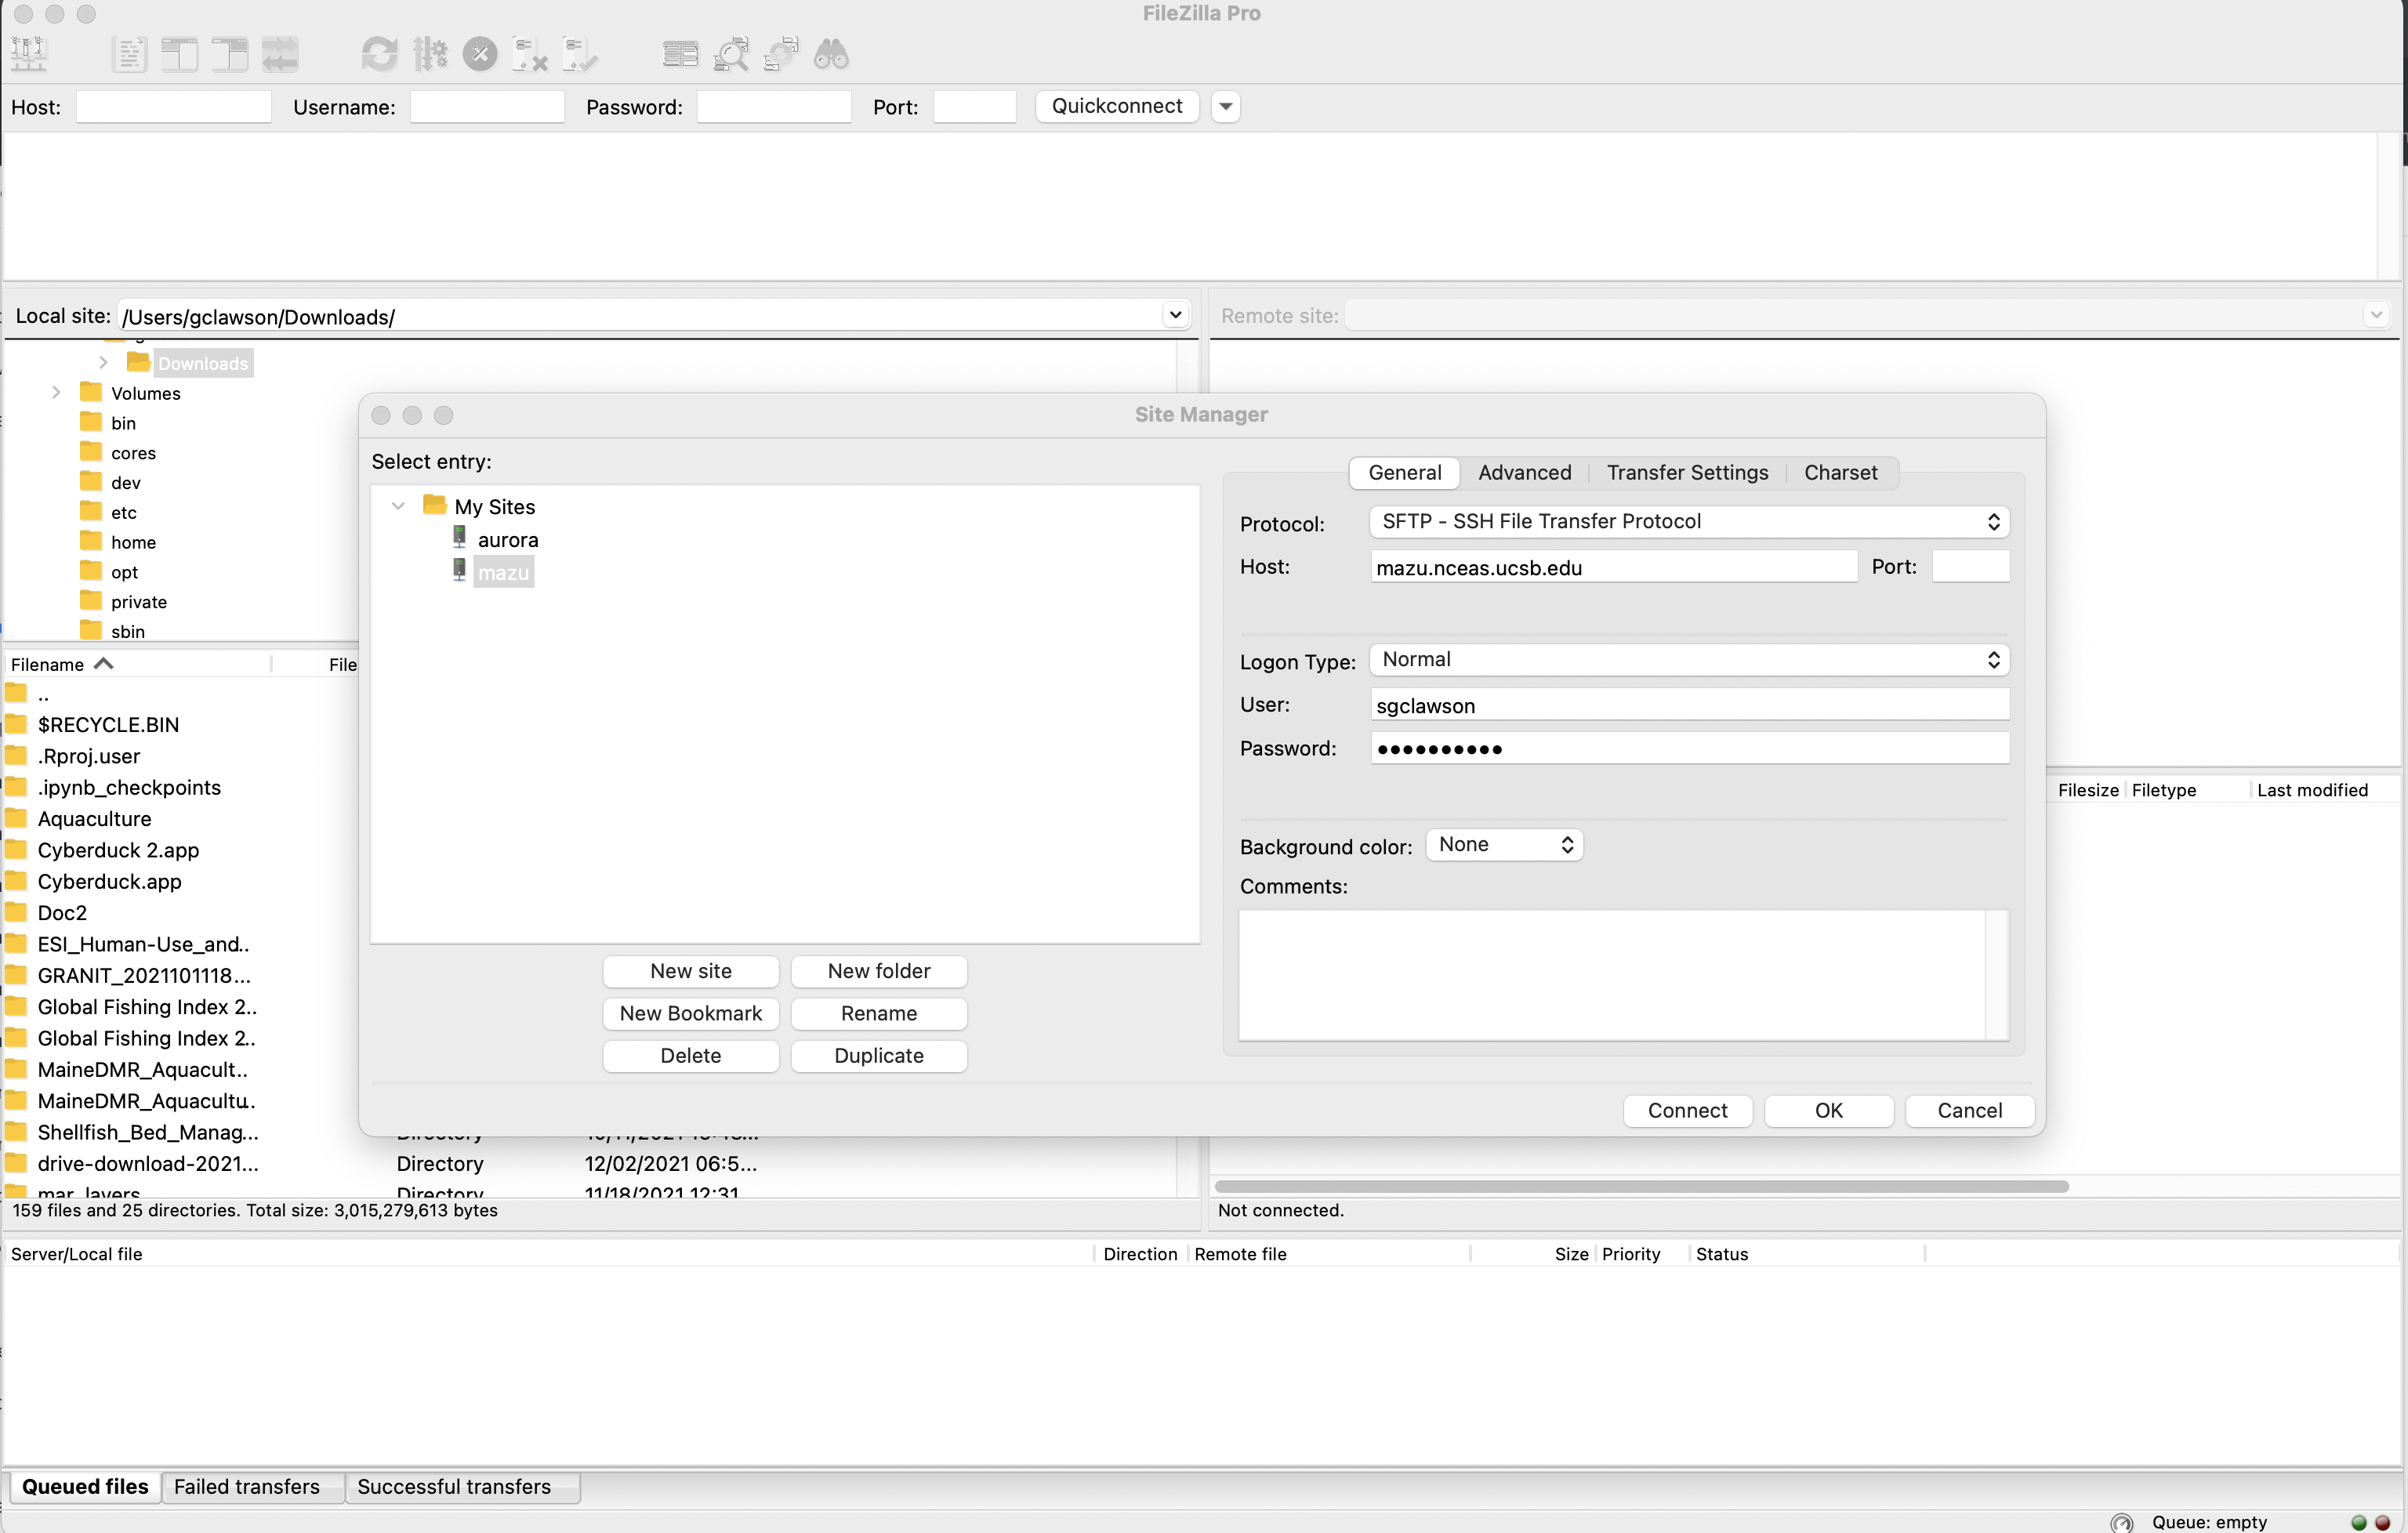 FileZilla Pro
Host: Username: Password: Port: Quickconnect
Local site: /Users/gclawson/Downloads/
Remote site:
Downloads
Volumes
bin
cores
dev
etc
home
opt
private
sbin
Filename File
..
$RECYCLE.BIN
.Rproj.user
.ipynb_checkpoints
Aquaculture
Cyberduck 2.app
Cyberduck.app
Doc2
ESI_Human-Use_and..
GRANIT_2021101118...
Global Fishing Index 2..
Global Fishing Index 2..
MaineDMR_Aquacult..
MaineDMR_Aquacultu..
Shellfish_Bed_Manag... Directory
drive-download-2021... Directory 12/02/2021 06:5...
mar_layers Directory 11/18/2021 12:31
159 files and 25 directories. Total size: 3,015,279,613 bytes
Site Manager
Select entry:
My Sites
aurora
mazu
New site New folder
New Bookmark Rename
Delete Duplicate
General Advanced Transfer Settings Charset
Protocol: SFTP - SSH File Transfer Protocol
Host: mazu.nceas.ucsb.edu Port:
Logon Type: Normal
User: sgclawson
Password: ●●●●●●●●●●
Background color: None
Comments:
Connect OK Cancel
Filesize Filetype Last modified
Not connected.
Server/Local file Direction Remote file Size Priority Status
Queued files Failed transfers Successful transfers
Queue: empty